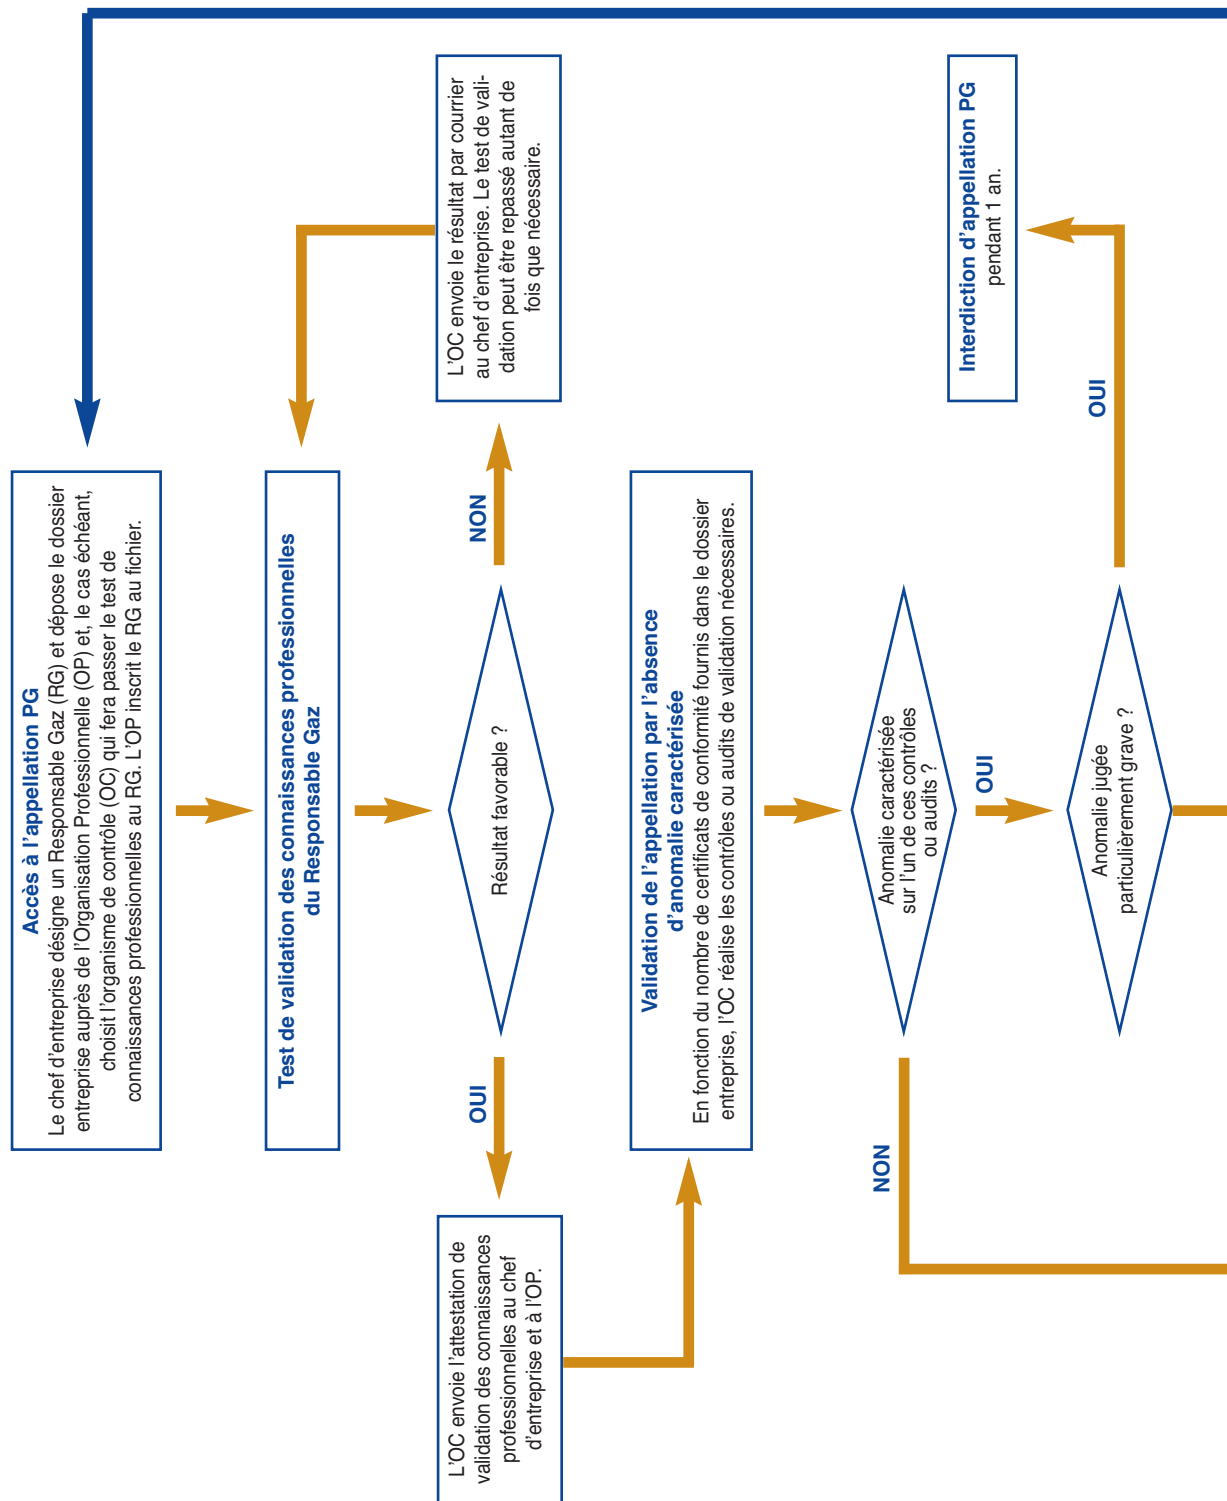 Accès à l'appellation PG
Le chef d'entreprise désigne un Responsable Gaz (RG) et dépose le dossier
entreprise auprès de l'Organisation Professionnelle (OP) et, le cas échéant,
choisit l'organisme de contrôle (OC) qui fera passer le test de
connaissances professionnelles au RG. L'OP inscrit le RG au fichier.
Test de validation des connaissances professionnelles
du Responsable Gaz
Résultat favorable ?
NON
L'OC envoie le résultat par courrier
au chef d'entreprise. Le test de vali-
dation peut être repassé autant de
fois que nécessaire.
OUI
L'OC envoie l'attestation de
validation des connaissances
professionnelles au chef
d'entreprise et à l'OP.
Validation de l'appellation par l'absence
d'anomalie caractérisée
En fonction du nombre de certificats de conformité fournis dans le dossier
entreprise, l'OC réalise les contrôles ou audits de validation nécessaires.
Anomalie caractérisée
sur l'un de ces contrôles
ou audits ?
NON
OUI
Anomalie jugée
particulièrement grave ?
OUI
Interdiction d'appellation PG
pendant 1 an.